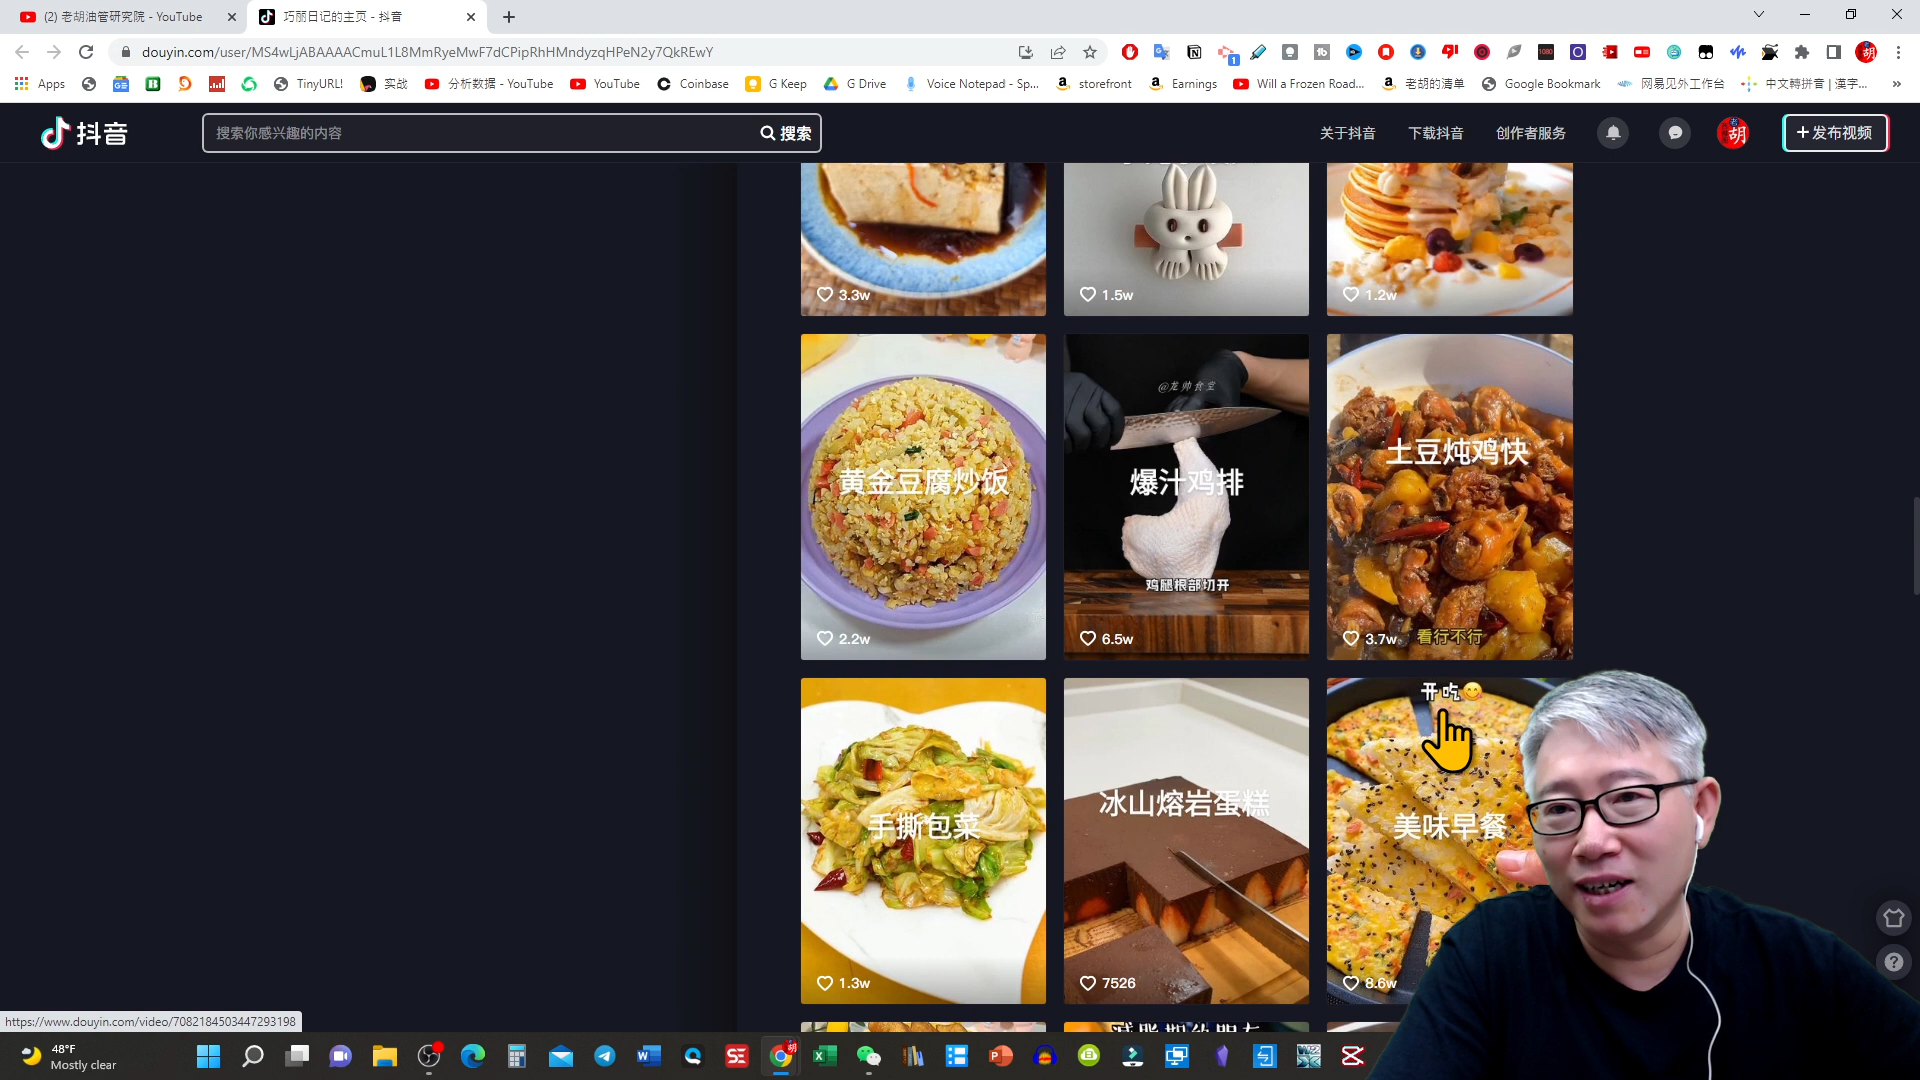 (2) 老胡油管研究院 - YouTube
巧丽日记的主页 - 抖音
douyin.com/user/MS4wLjABAAAACmuL1L8MmRyeMwF7dCPipRhHMndyzqHPeN2y7QkREwY
Apps
TinyURL!
实战
分析数据 - YouTube
YouTube
Coinbase
G Keep
G Drive
Voice Notepad - Sp...
storefront
Earnings
Will a Frozen Road...
老胡的清单
Google Bookmark
网易见外工作台
中文轉拼音 | 漢字...
抖音
搜索你感兴趣的内容
搜索
关于抖音
下载抖音
创作者服务
胡
+发布视频
3.3w
1.5w
1.2w
黄金豆腐炒饭
2.2w
@龙帅食堂
爆汁鸡排
鸡腿根部切开
6.5w
土豆炖鸡快
3.7w
看行不行
手撕包菜
1.3w
冰山熔岩蛋糕
7526
开吃
美味早餐
8.6w
https://www.douyin.com/video/7082184503447293198
48°F
Mostly clear